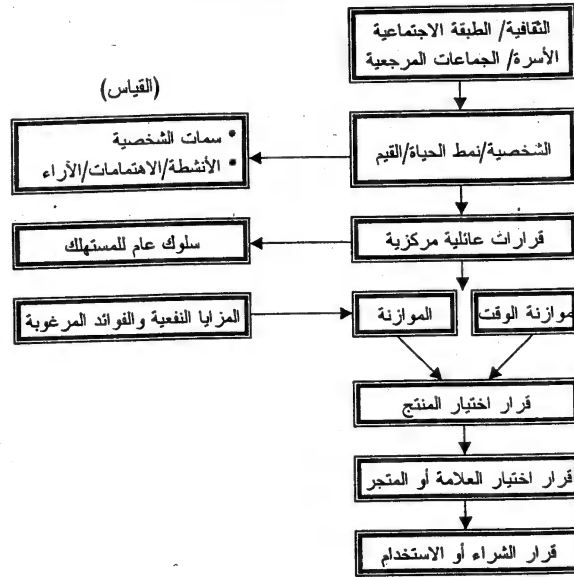 الثقافية/ الطبقة الاجتماعية
الأسرة/ الجماعات المرجعية
(القياس)
الشخصية/نمط الحياة/القيم
• سمات الشخصية
• الأنشطة/الاهتمامات/الآراء
قرارات عائلية مركزية
سلوك عام للمستهلك
موازنة الوقت
الموازنة
المزايا النفعية والفوائد المرغوبة
قرار اختيار المنتج
قرار اختيار العلامة أو المتجر
قرار الشراء أو الاستخدام